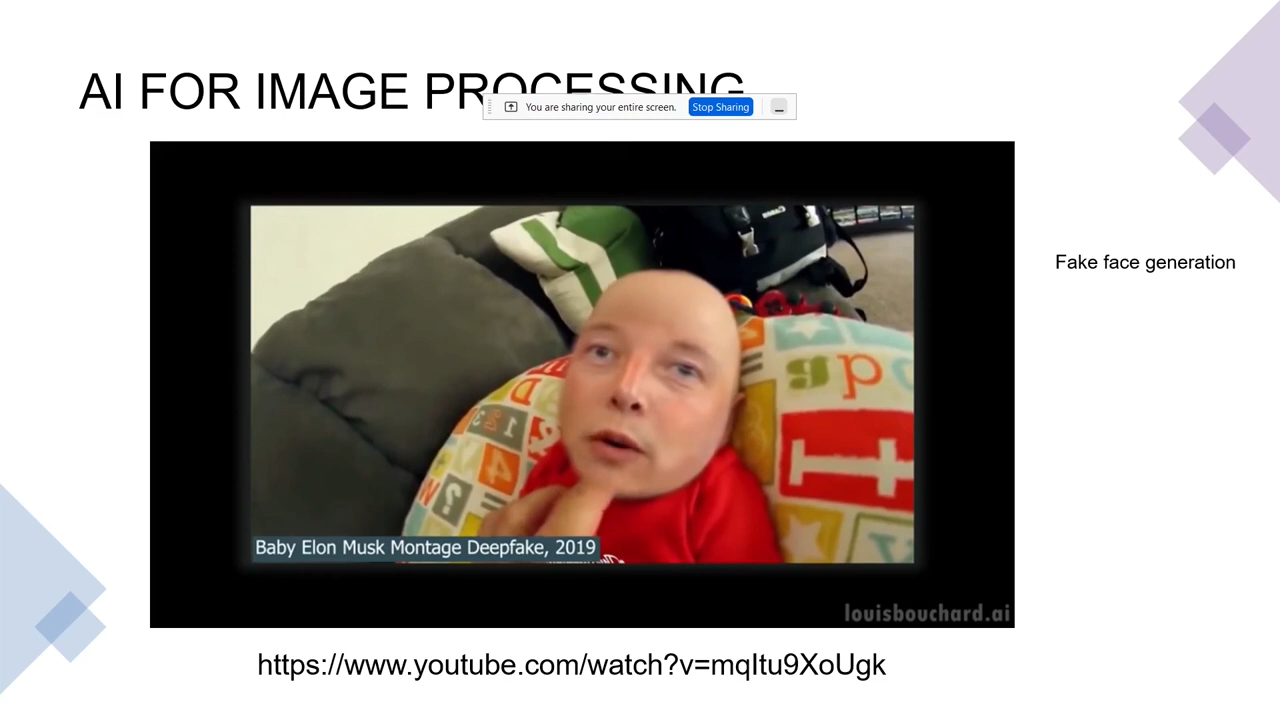 AI FOR IMAGE PROCESSING
You are sharing your entire screen. Stop Sharing
Fake face generation
Baby Elon Musk Montage Deepfake, 2019
louisbouchard.ai
https://www.youtube.com/watch?v=mqItu9XoUgk